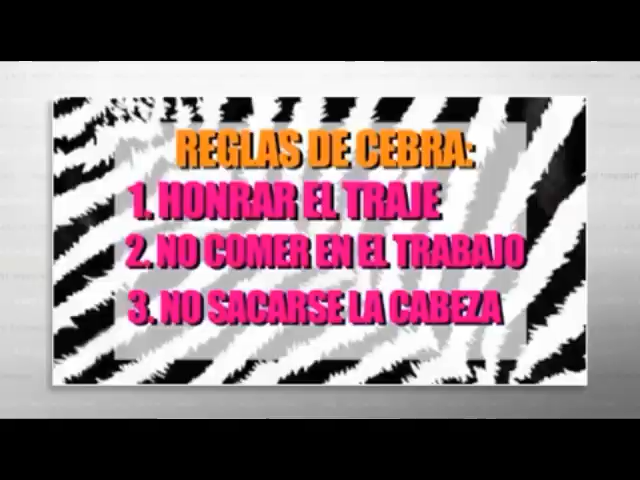 REGLAS DE CEBRA:
1. HONRAR EL TRAJE
2. NO COMER EN EL TRABAJO
3. NO SACARSE LA CABEZA